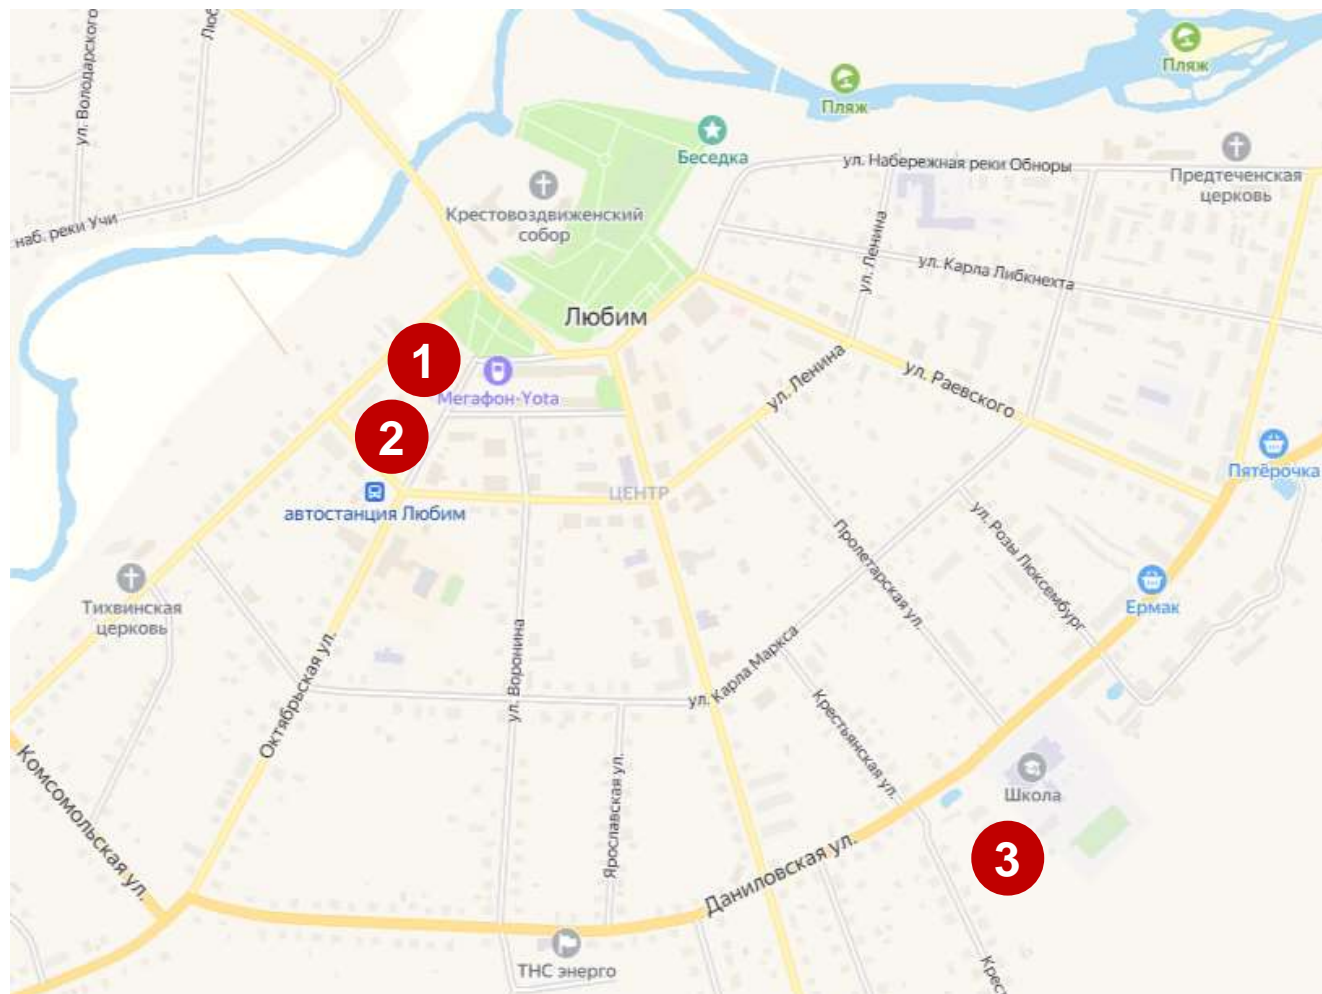 ул. Володарского
Люб
Пляж
Пляж
Беседка
ул. Набережная реки Обноры
Предтеченская
церковь
Крестовоздвиженский
собор
наб. реки Учи
ул. Ленина
ул. Карла Либкнехта
Любим
1
Мегафон-Yota
ул. Ленина
ул. Раевского
2
Пятёрочка
автостанция Любим
ЦЕНТР
Пролетарская ул.
ул. Розы Люксембург
Ермак
Тихвинская
церковь
Октябрьская ул.
ул. Воронина
ул. Карла Маркса
Крестьянская ул.
Комсомольская ул.
Ярославская ул.
Школа
3
Даниловская ул.
ТНС энерго
Крест